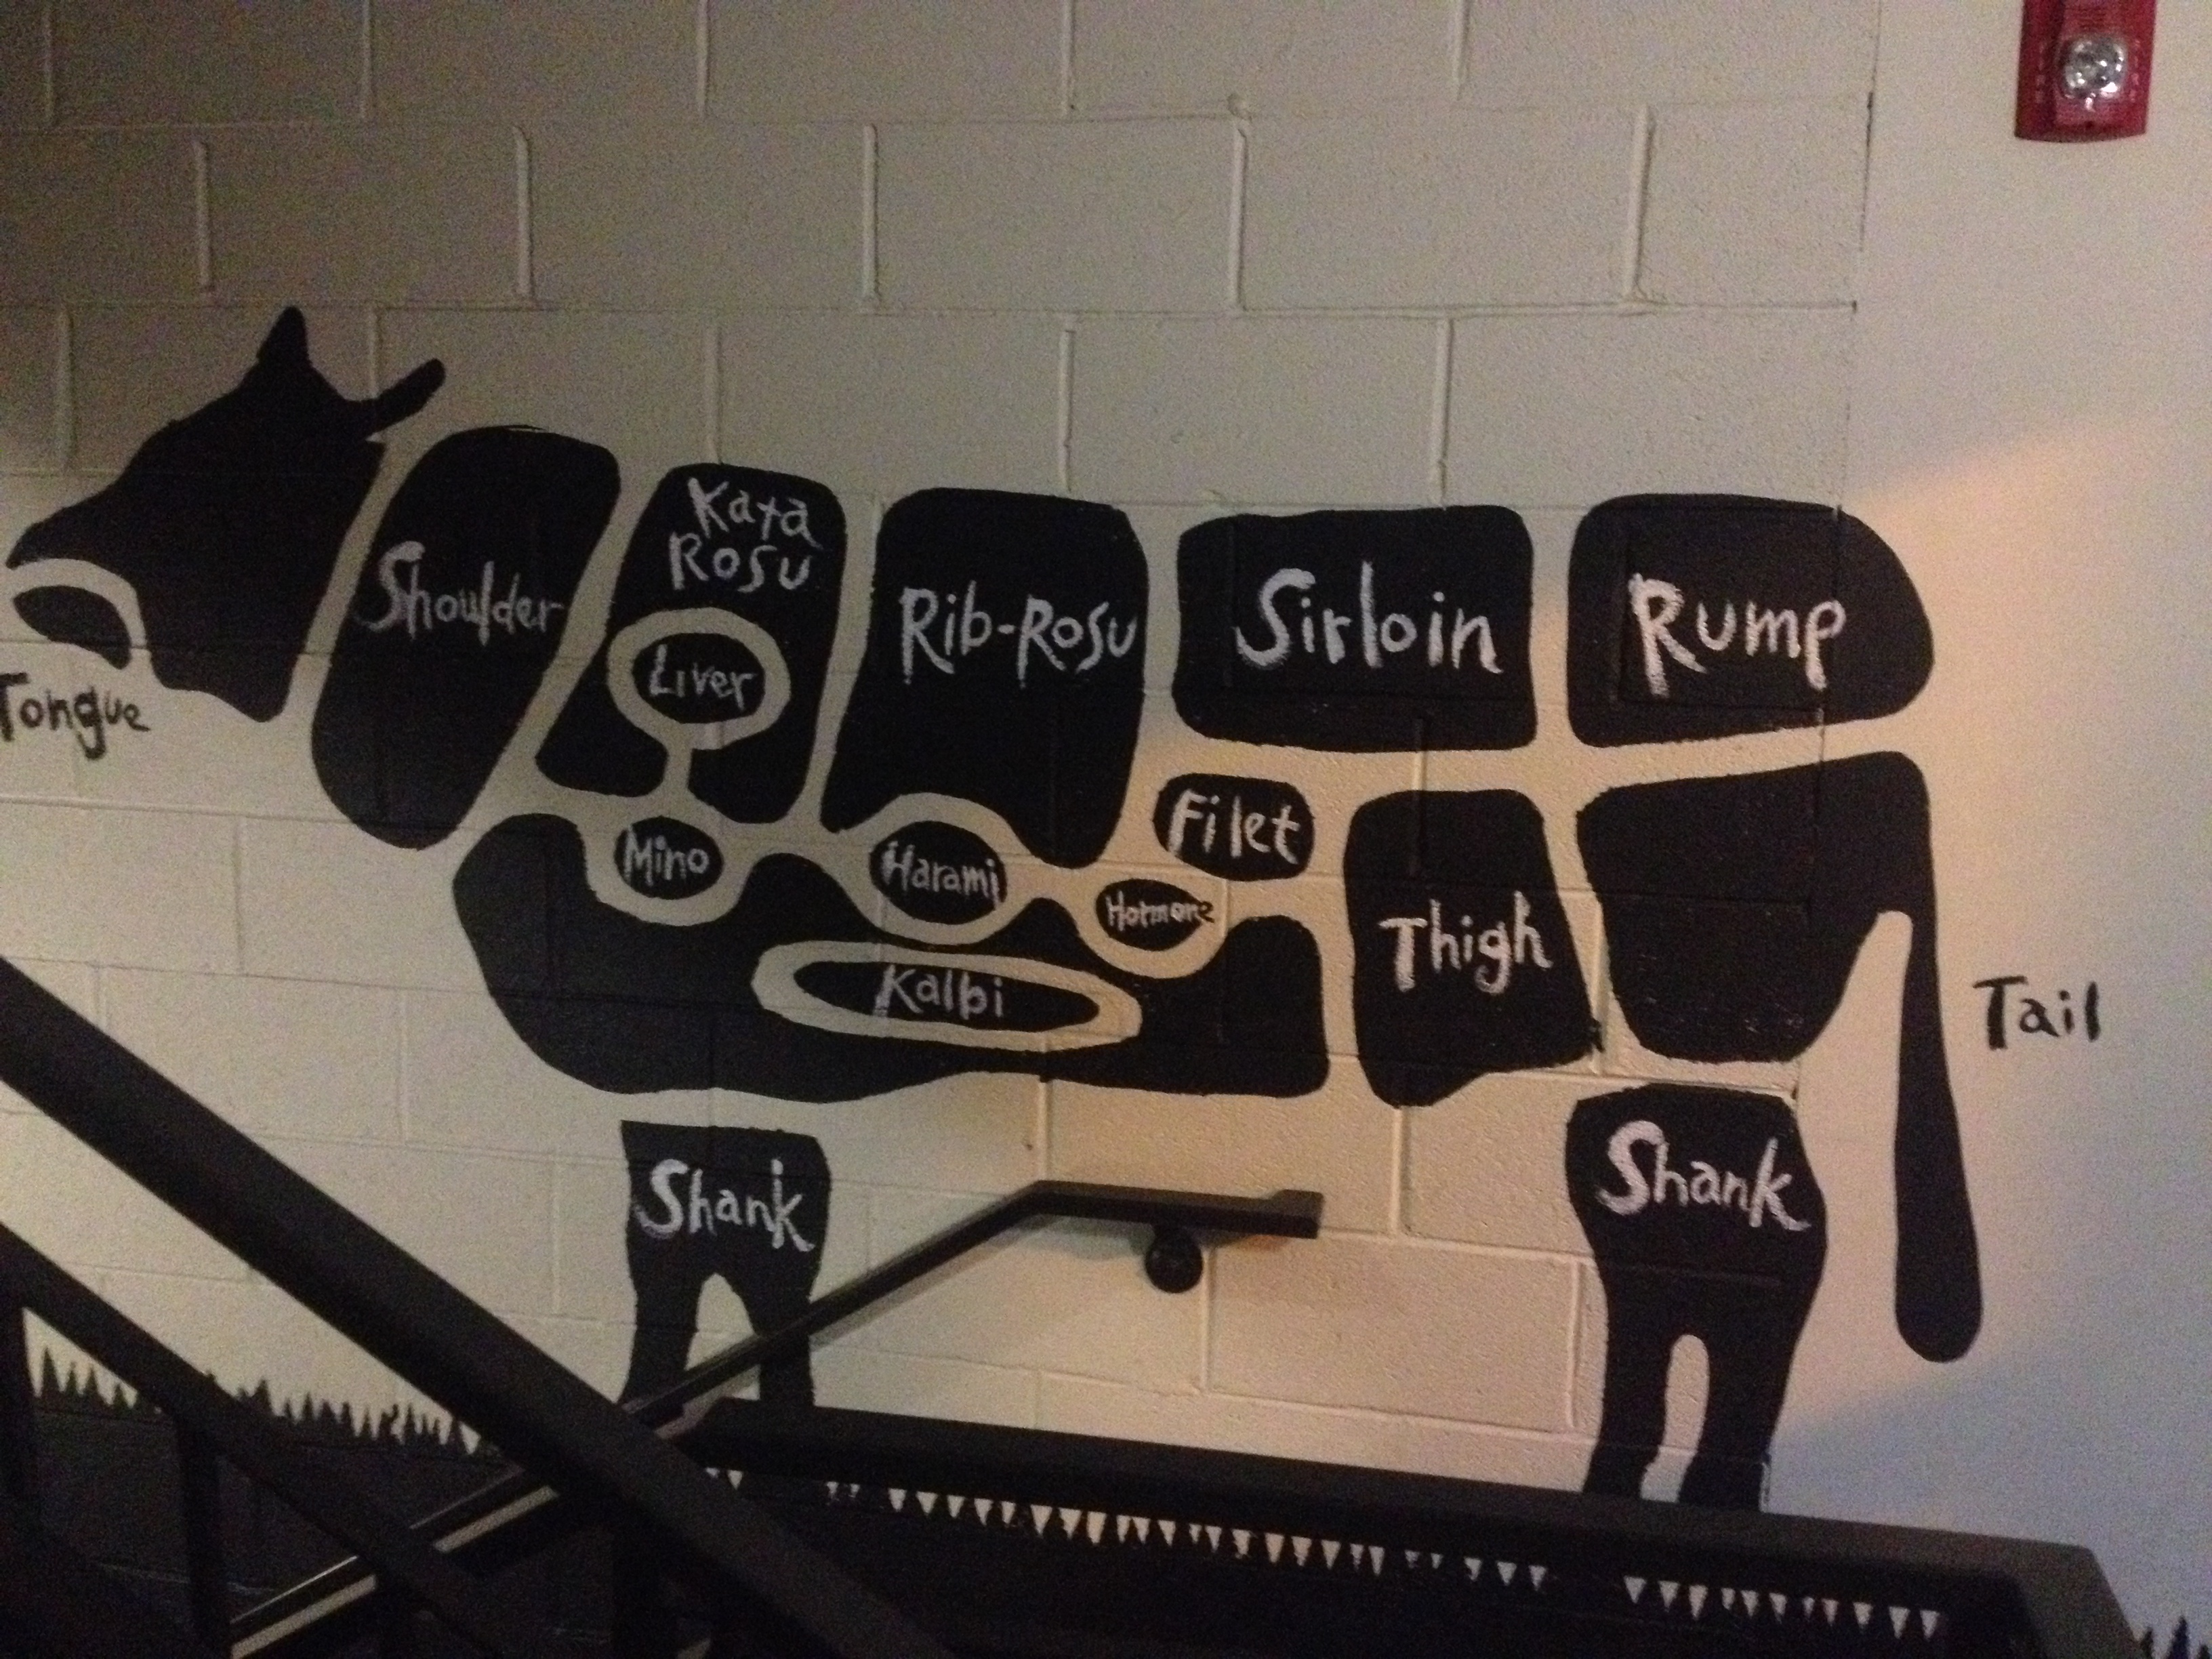 Tongue
Shoulder
Kata
Rosu
Liver
Rib-Rosu
Sirloin
Rump
Mino
Harami
Hormone
Filet
Kalbi
Thigh
Tail
Shank
Shank